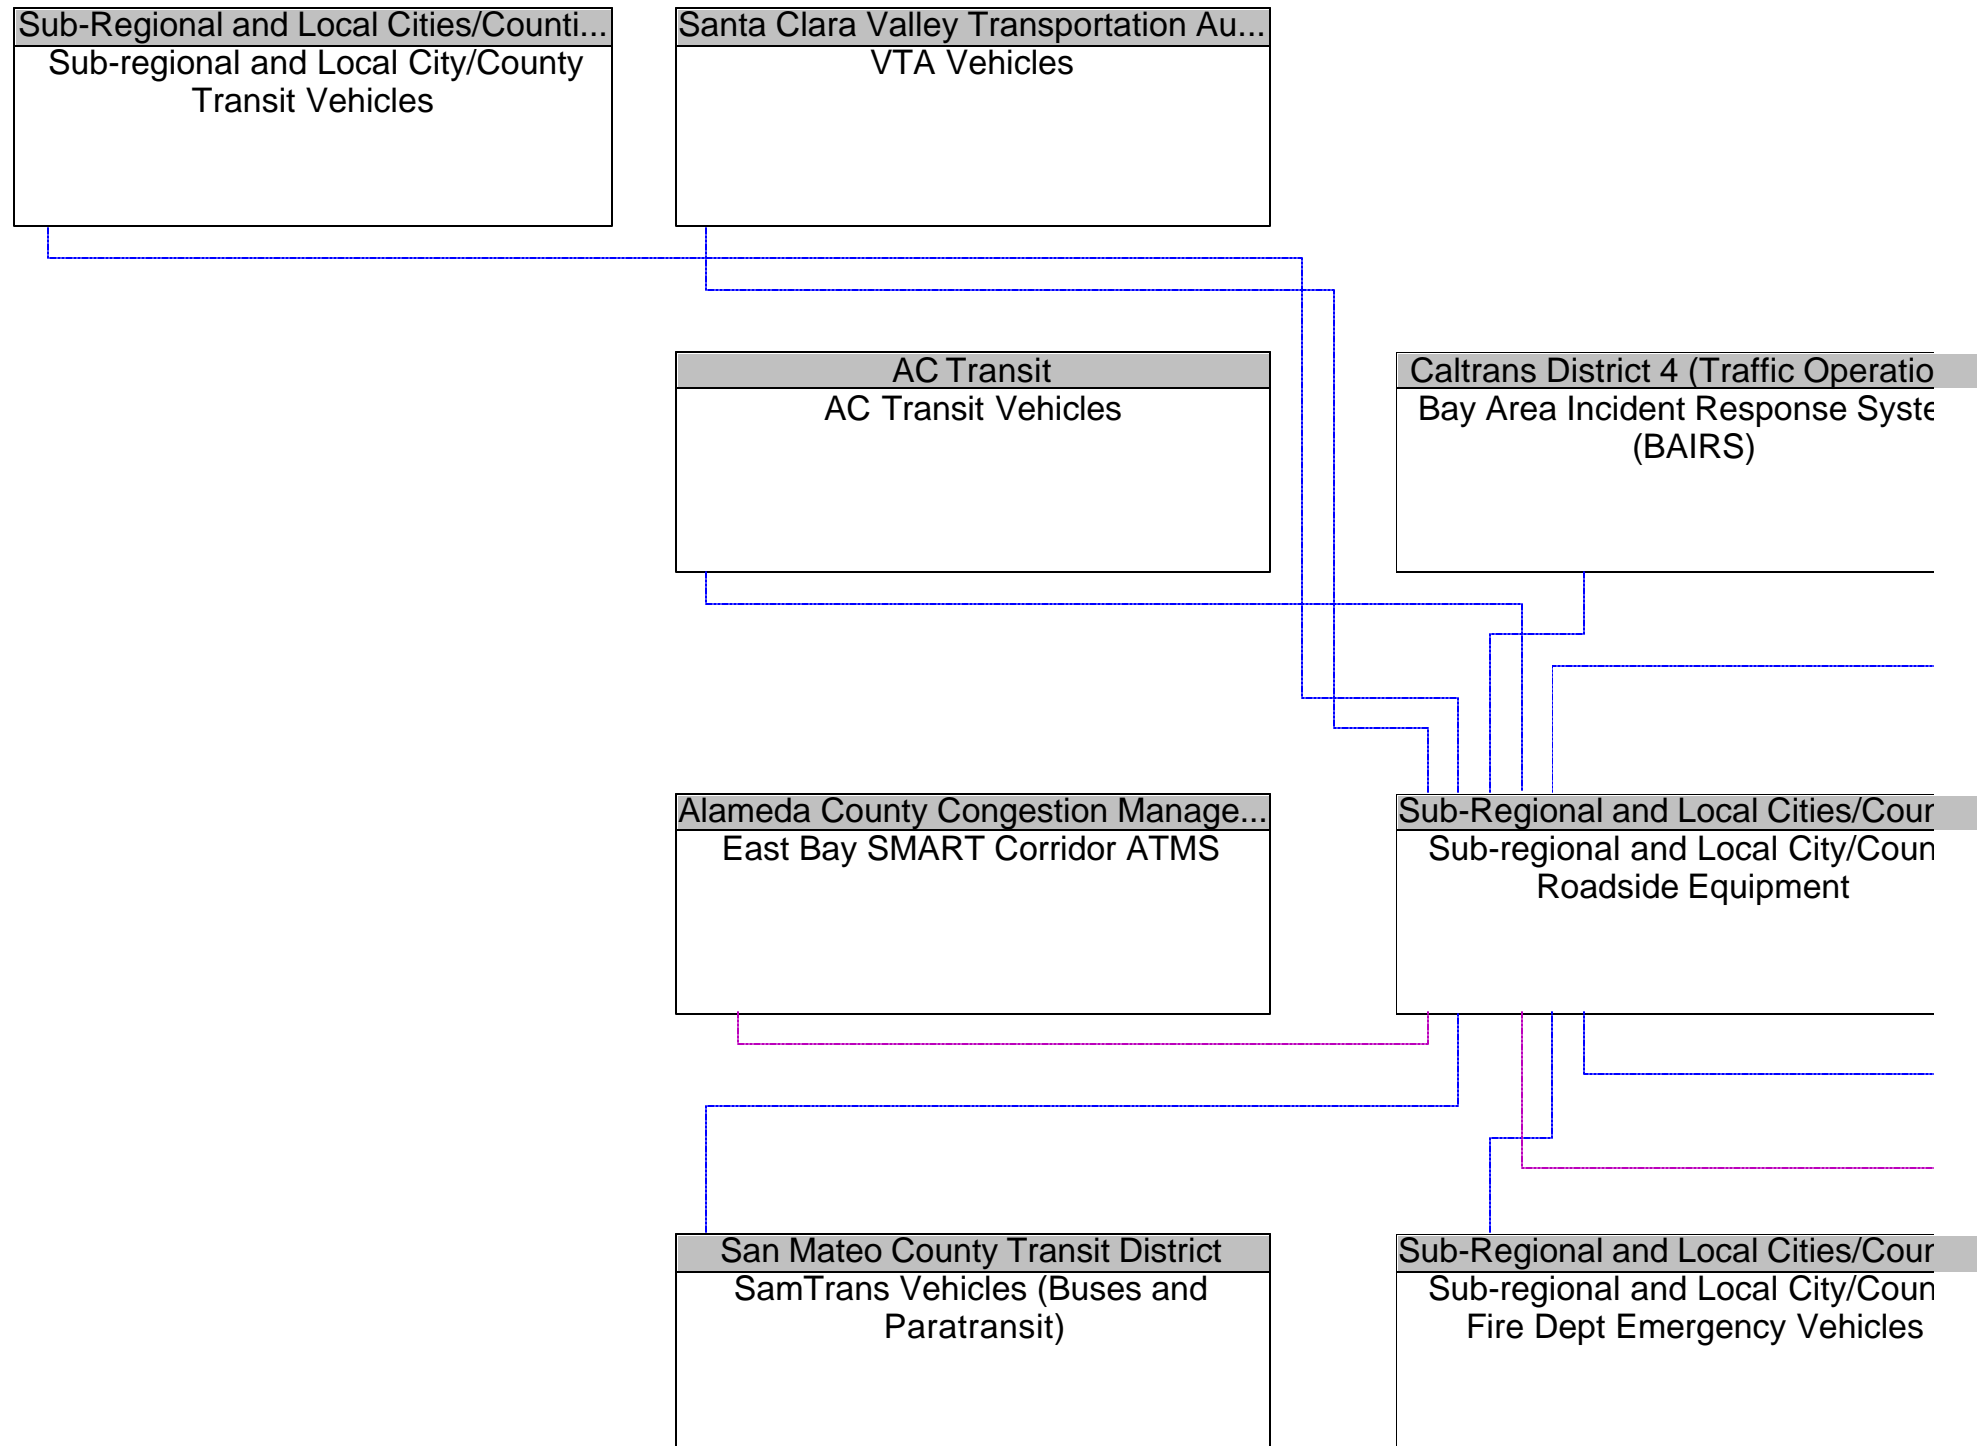 Sub-Regional and Local Cities/Counti...
Sub-regional and Local City/County
Transit Vehicles
Santa Clara Valley Transportation Au...
VTA Vehicles
AC Transit
AC Transit Vehicles
Caltrans District 4 (Traffic Operatio
Bay Area Incident Response Syste
(BAIRS)
Alameda County Congestion Manage...
East Bay SMART Corridor ATMS
Sub-Regional and Local Cities/Coun
Sub-regional and Local City/Coun
Roadside Equipment
San Mateo County Transit District
SamTrans Vehicles (Buses and
Paratransit)
Sub-Regional and Local Cities/Coun
Sub-regional and Local City/Coun
Fire Dept Emergency Vehicles